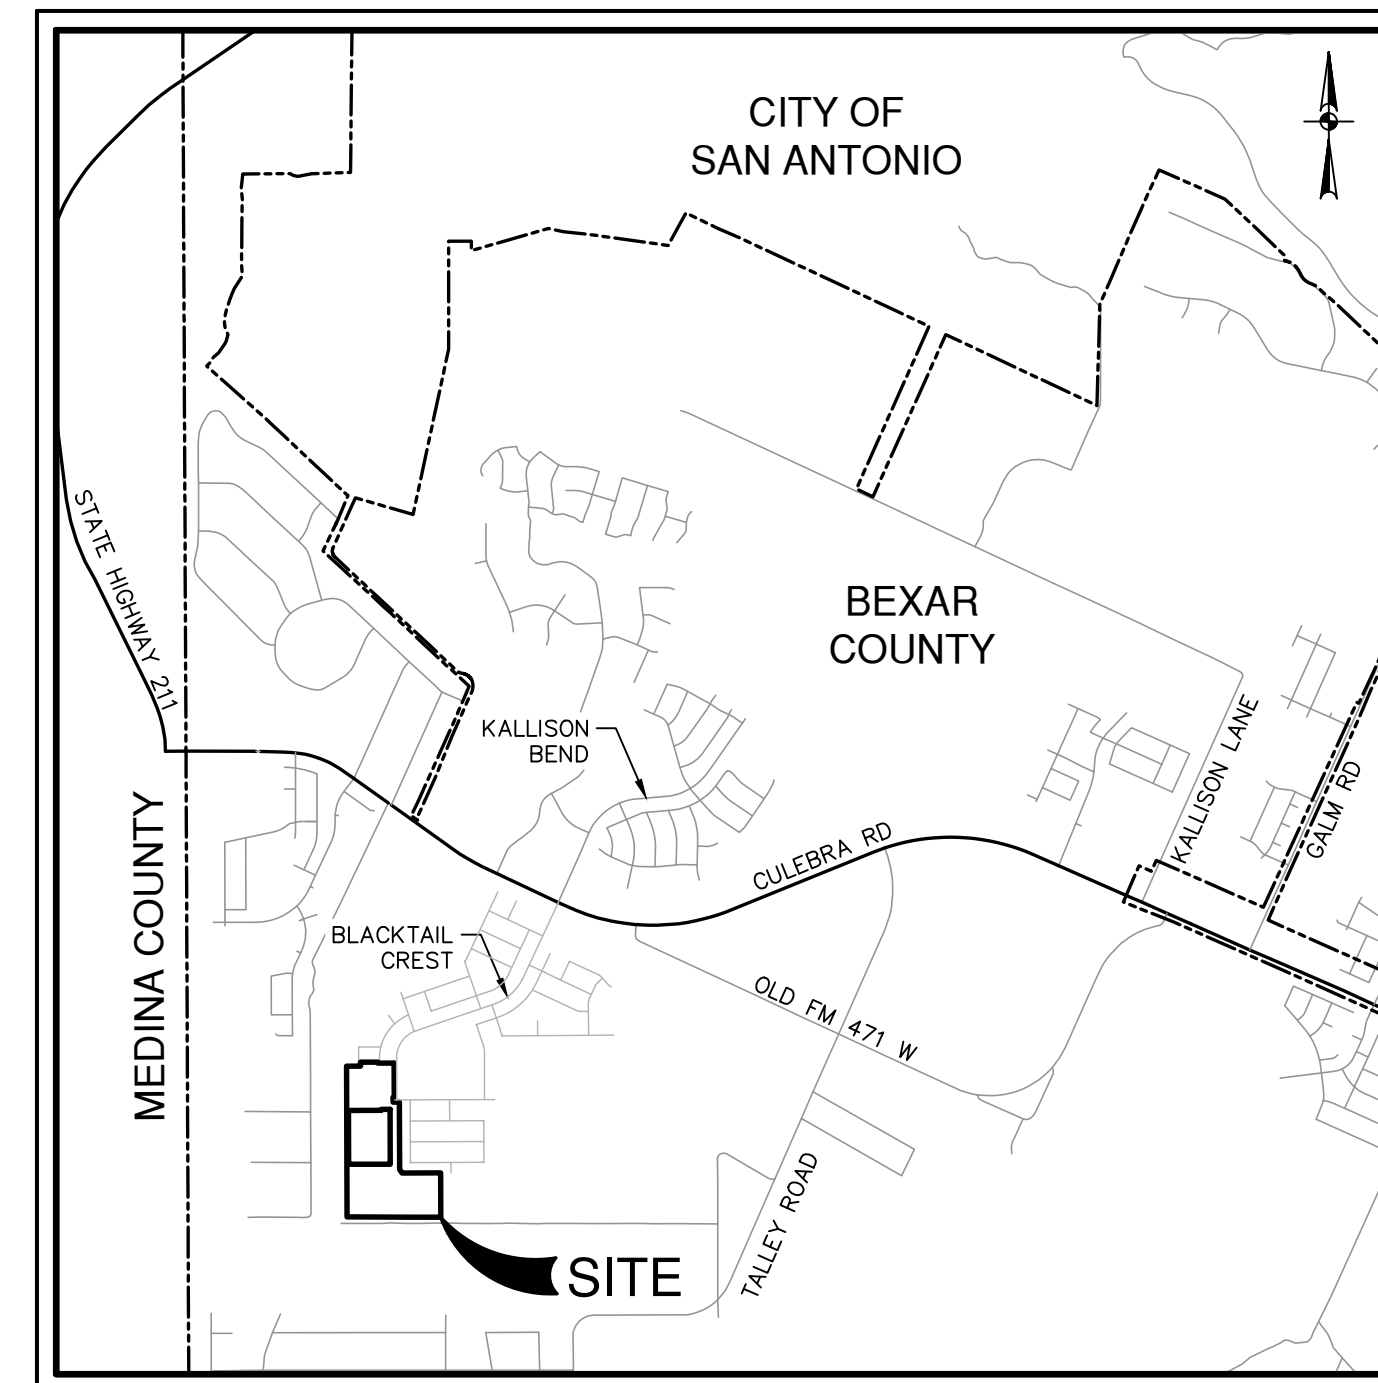 CITY OF
SAN ANTONIO
STATE HIGHWAY 211
BEXAR
COUNTY
KALLISON
BEND
KALLISON LANE
GALM RD
CULEBRA RD
MEDINA COUNTY
BLACKTAIL
CREST
OLD FM 471 W
TALLEY ROAD
SITE